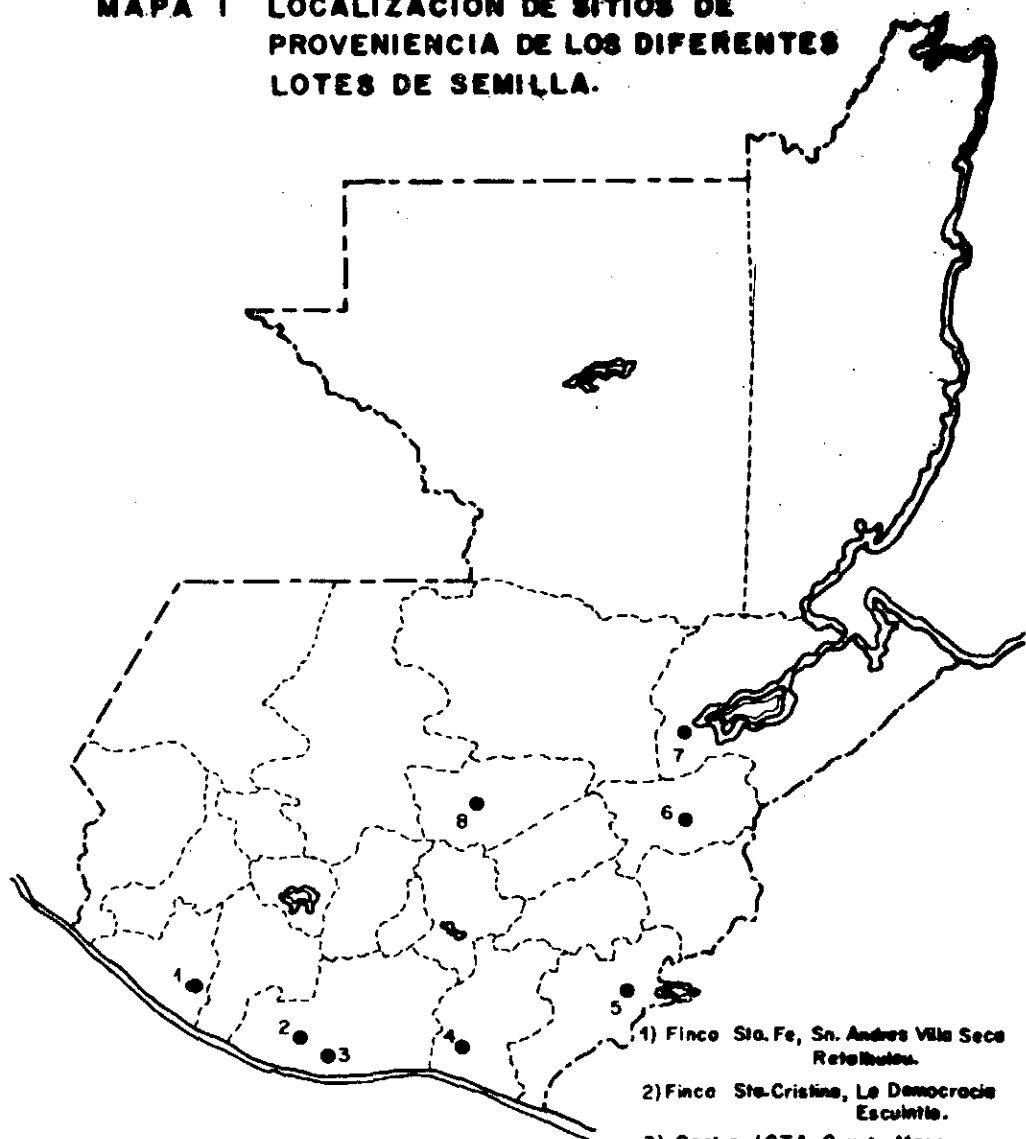 MAPA 1 LOCALIZACION DE SITIOS DE
PROVENIENCIA DE LOS DIFERENTES
LOTES DE SEMILLA.
7
8
6
1
5
2
3
4
1) Finca Sta. Fe, Sn. Andres Villa Seca
Retalhuleu.
2) Finca Sta. Cristina, La Democracia
Escuintla.